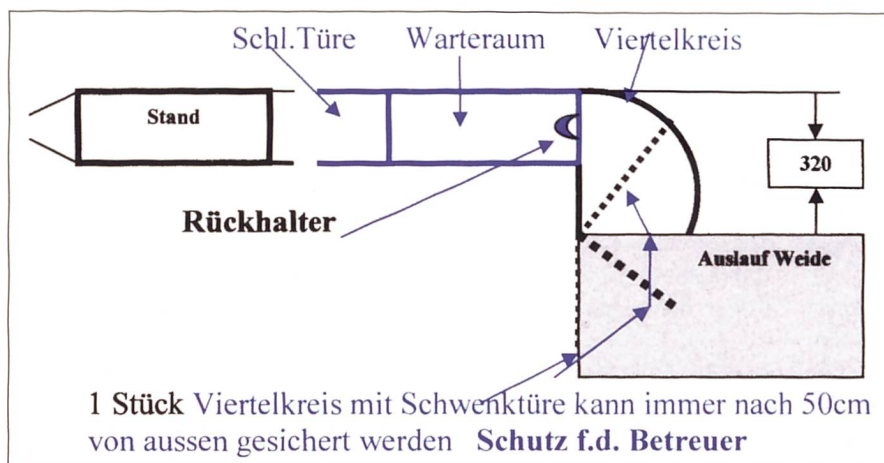 Schl.Türe Warteraum Viertelkreis
Stand
320
Rückhalter
Auslauf Weide
1 Stück Viertelkreis mit Schwenktüre kann immer nach 50cm
von aussen gesichert werden Schutz f.d. Betreuer